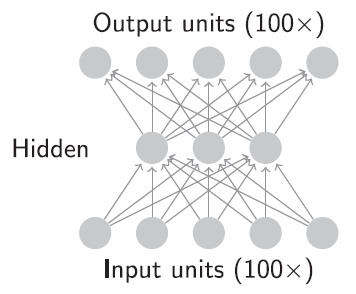 Output units (100×)
Hidden
Input units (100×)